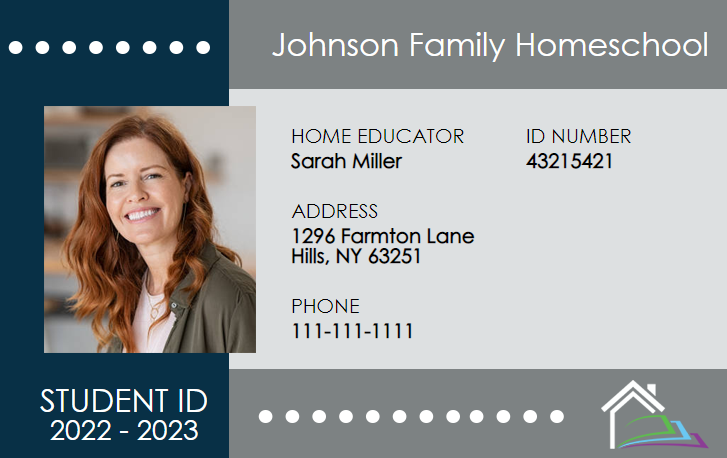 Johnson Family Homeschool
HOME EDUCATOR
Sarah Miller
ID NUMBER
43215421
ADDRESS
1296 Farmton Lane
Hills, NY 63251
PHONE
111-111-1111
STUDENT ID
2022 - 2023